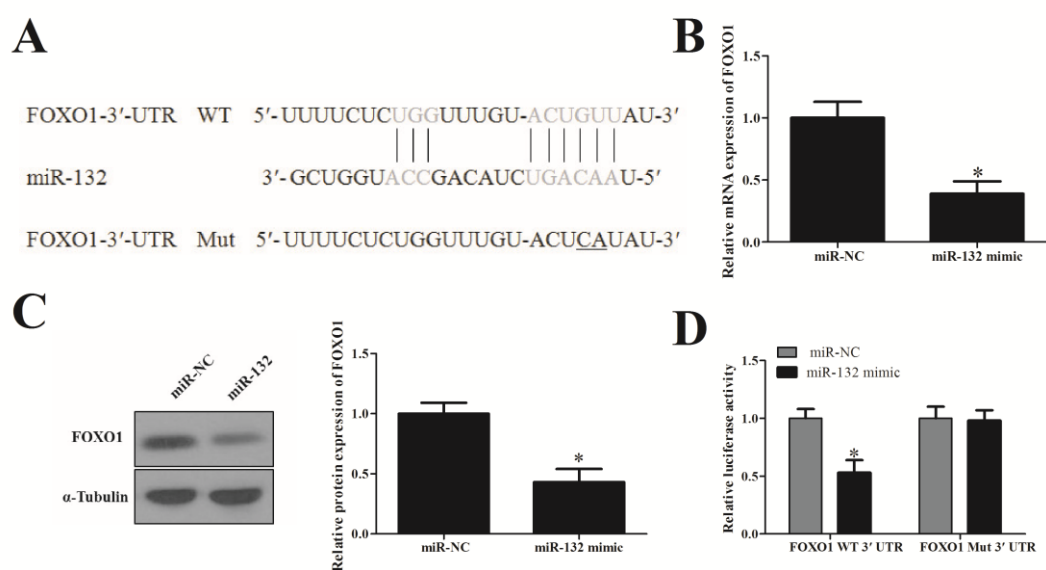 A
FOXO1-3′-UTR WT 5′-UUUUCUCUGGUUUGU-ACUGUUAU-3′
miR-132 3′-GCUGGUACCGACAUCUGACAAU-5′
FOXO1-3′-UTR Mut 5′-UUUUCUCUGGUUUGU-ACUCAUAU-3′
B
Relative mRNA expression of FOXO1
1.5
1.0
0.5
0.0
miR-NC miR-132 mimic
*
C
miR-NC miR-132
FOXO1
α-Tubulin
Relative protein expression of FOXO1
1.5
1.0
0.5
0.0
miR-NC miR-132 mimic
*
D
miR-NC
miR-132 mimic
Relative luciferase activity
1.5
1.0
0.5
0.0
*
FOXO1 WT 3′ UTR FOXO1 Mut 3′ UTR